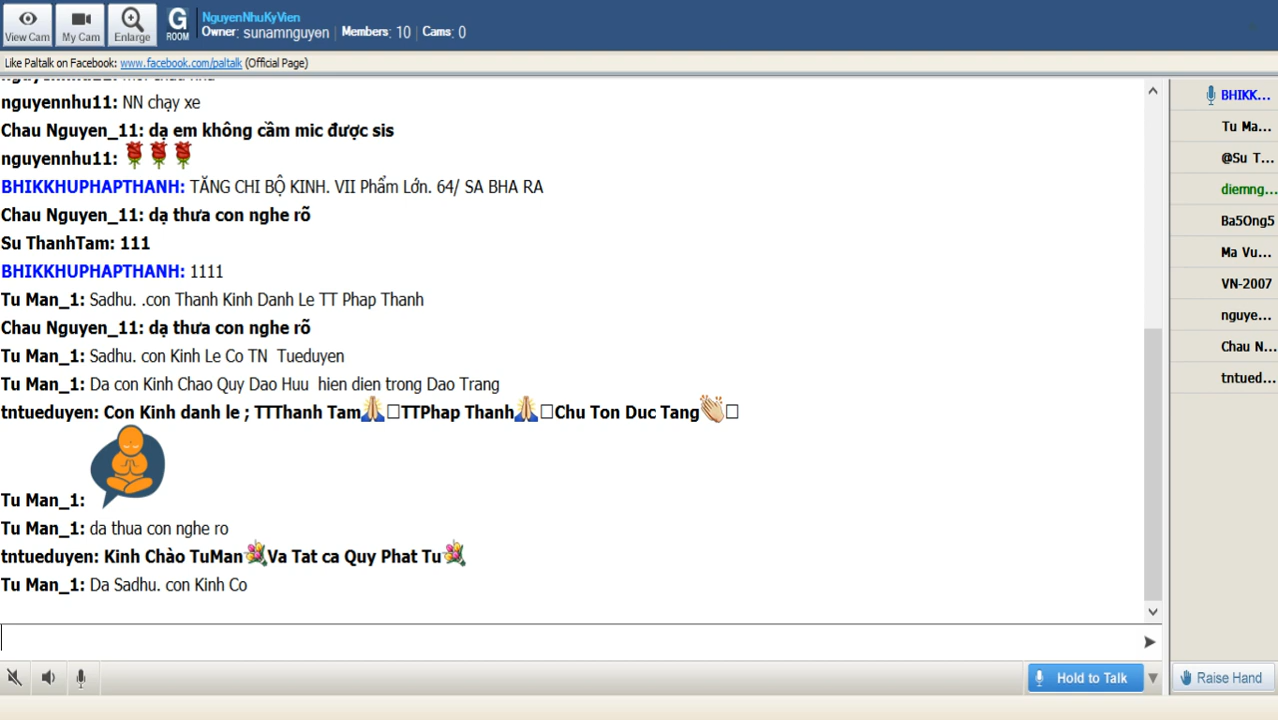 NguyenNhuKyVien
View Cam My Cam Enlarge G ROOM Owner: sunamnguyen Members: 10 Cams: 0
Like Paltalk on Facebook: www.facebook.com/paltalk (Official Page)
nguyennhu11: NN chạy xe
Chau Nguyen_11: dạ em không cầm mic được sis
nguyennhu11:
BHIKKHUPHAPTHANH: TĂNG CHI BỘ KINH. VII Phẩm Lớn. 64/ SA BHA RA
Chau Nguyen_11: dạ thưa con nghe rõ
Su ThanhTam: 111
BHIKKHUPHAPTHANH: 1111
Tu Man_1: Sadhu. .con Thanh Kinh Danh Le TT Phap Thanh
Chau Nguyen_11: dạ thưa con nghe rõ
Tu Man_1: Sadhu. con Kinh Le Co TN Tueduyen
Tu Man_1: Da con Kinh Chao Quy Dao Huu hien dien trong Dao Trang
tntueduyen: Con Kinh danh le ; TTThanh Tam🙏□TTPhap Thanh🙏□Chu Ton Duc Tang👏□
Tu Man_1:
Tu Man_1: da thua con nghe ro
tntueduyen: Kinh Chào TuMan💐Va Tat ca Quy Phat Tu💐
Tu Man_1: Da Sadhu. con Kinh Co
BHIKK...
Tu Ma...
@Su T...
diemng...
Ba5Ong5
Ma Vu...
VN-2007
nguye...
Chau N...
tntued...
Hold to Talk
Raise Hand